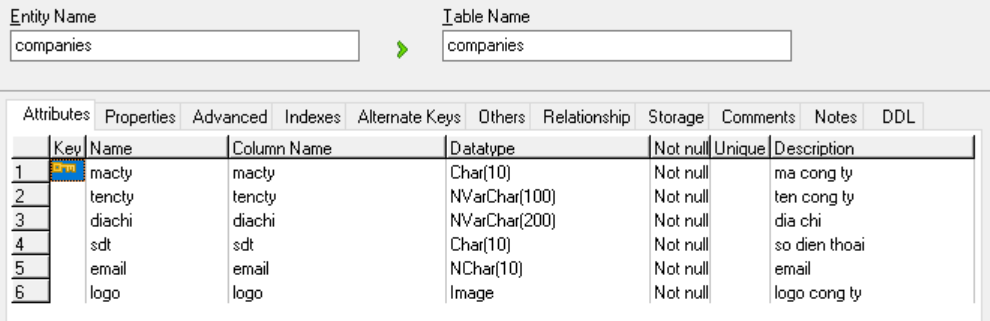 Entity Name Table Name
companies companies
Attributes Properties Advanced Indexes Alternate Keys Others Relationship Storage Comments Notes DDL
Key Name Column Name Datatype Not null Unique Description
1 macty macty Char(10) Not null ma cong ty
2 tencty tencty NVarChar(100) Not null ten cong ty
3 diachi diachi NVarChar(200) Not null dia chi
4 sdt sdt Char(10) Not null so dien thoai
5 email email NChar(10) Not null email
6 logo logo Image Not null logo cong ty